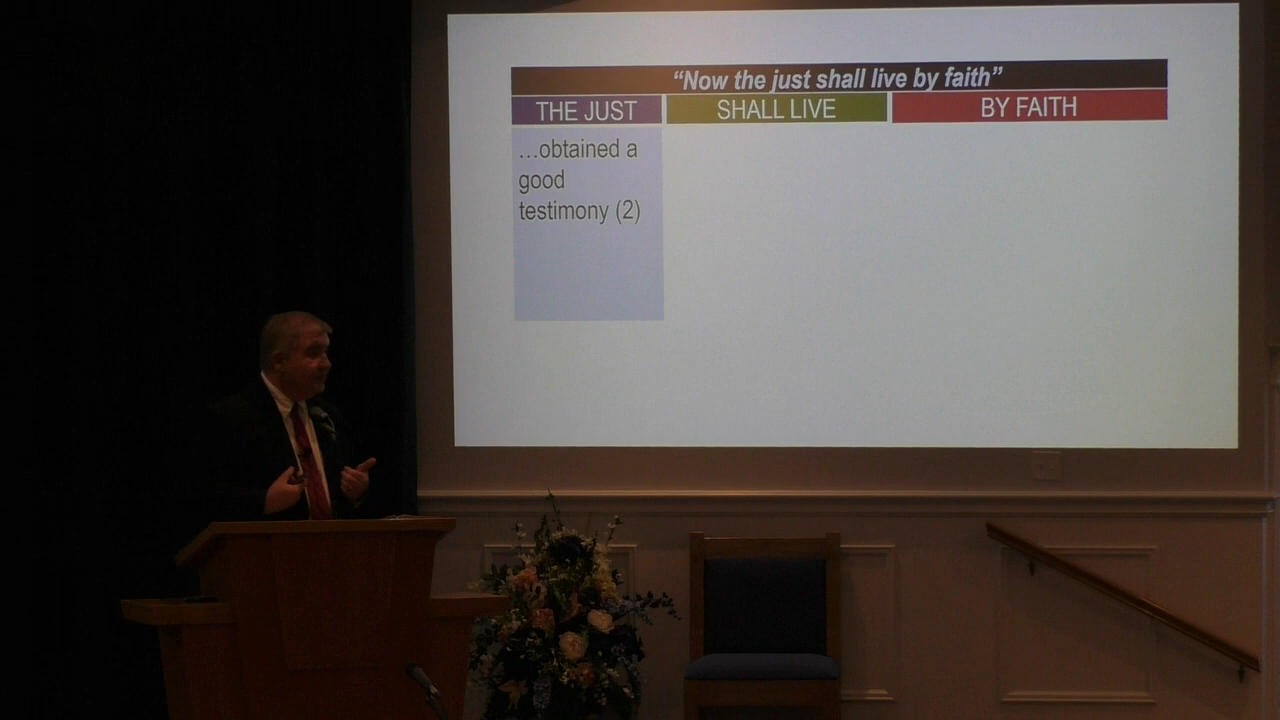 “Now the just shall live by faith”
THE JUST SHALL LIVE BY FAITH
…obtained a
good
testimony (2)